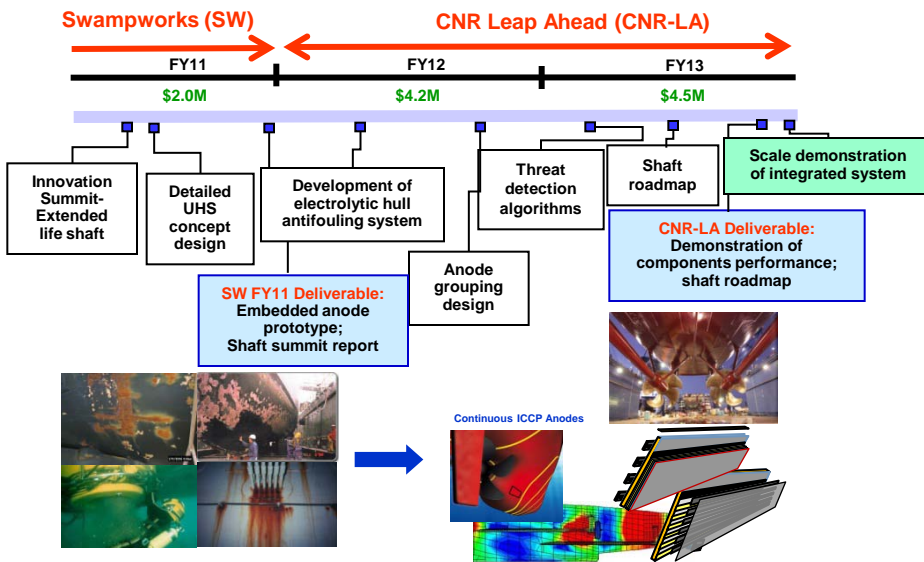 Swampworks (SW)
CNR Leap Ahead (CNR-LA)
FY11
FY12
FY13
$2.0M
$4.2M
$4.5M
Innovation
Summit-
Extended
life shaft
Detailed
UHS
concept
design
Development of
electrolytic hull
antifouling system
Threat
detection
algorithms
Shaft
roadmap
Scale demonstration
of integrated system
SW FY11 Deliverable:
Embedded anode
prototype;
Shaft summit report
Anode
grouping
design
CNR-LA Deliverable:
Demonstration of
components performance;
shaft roadmap
Continuous ICCP Anodes